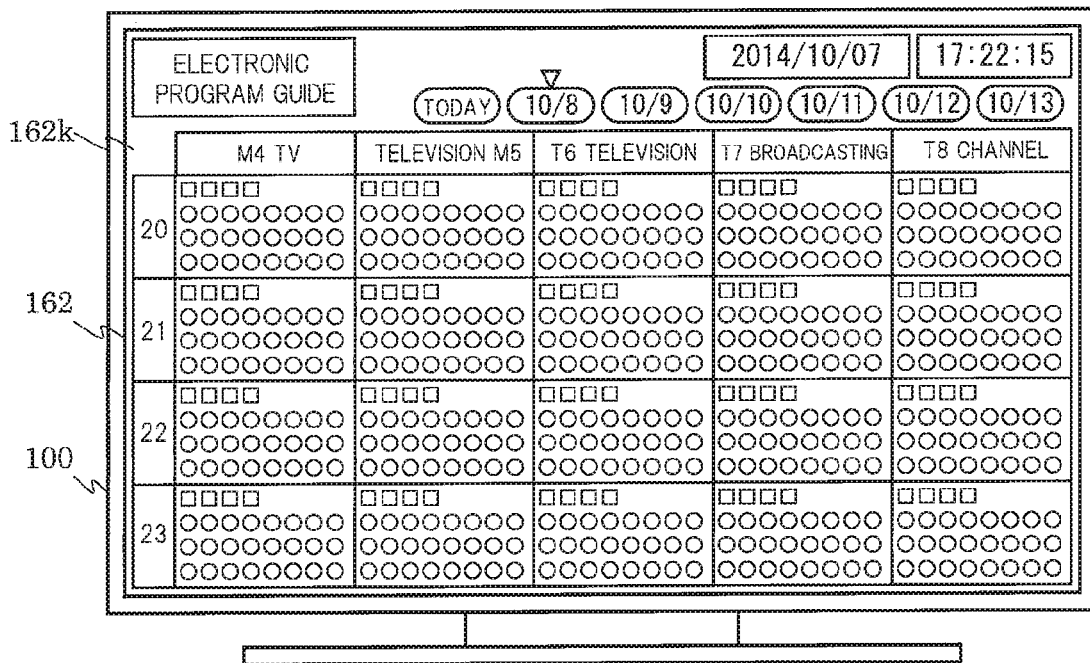 ELECTRONIC
PROGRAM GUIDE
2014/10/07 17:22:15
▽
TODAY 10/8 10/9 10/10 10/11 10/12 10/13
162k
M4 TV TELEVISION M5 T6 TELEVISION T7 BROADCASTING T8 CHANNEL
□□□□ □□□□ □□□□ □□□□ □□□□
○○○○○○○○ ○○○○○○○○ ○○○○○○○○ ○○○○○○○○ ○○○○○○○○
20 ○○○○○○○○ ○○○○○○○○ ○○○○○○○○ ○○○○○○○○ ○○○○○○○○
○○○○○○○○ ○○○○○○○○ ○○○○○○○○ ○○○○○○○○ ○○○○○○○○
162
□□□□ □□□□ □□□□ □□□□ □□□□
○○○○○○○○ ○○○○○○○○ ○○○○○○○○ ○○○○○○○○ ○○○○○○○○
21 ○○○○○○○○ ○○○○○○○○ ○○○○○○○○ ○○○○○○○○ ○○○○○○○○
○○○○○○○○ ○○○○○○○○ ○○○○○○○○ ○○○○○○○○ ○○○○○○○○
□□□□ □□□□ □□□□ □□□□ □□□□
○○○○○○○○ ○○○○○○○○ ○○○○○○○○ ○○○○○○○○ ○○○○○○○○
22 ○○○○○○○○ ○○○○○○○○ ○○○○○○○○ ○○○○○○○○ ○○○○○○○○
○○○○○○○○ ○○○○○○○○ ○○○○○○○○ ○○○○○○○○ ○○○○○○○○
100
□□□□ □□□□ □□□□ □□□□ □□□□
○○○○○○○○ ○○○○○○○○ ○○○○○○○○ ○○○○○○○○ ○○○○○○○○
23 ○○○○○○○○ ○○○○○○○○ ○○○○○○○○ ○○○○○○○○ ○○○○○○○○
○○○○○○○○ ○○○○○○○○ ○○○○○○○○ ○○○○○○○○ ○○○○○○○○